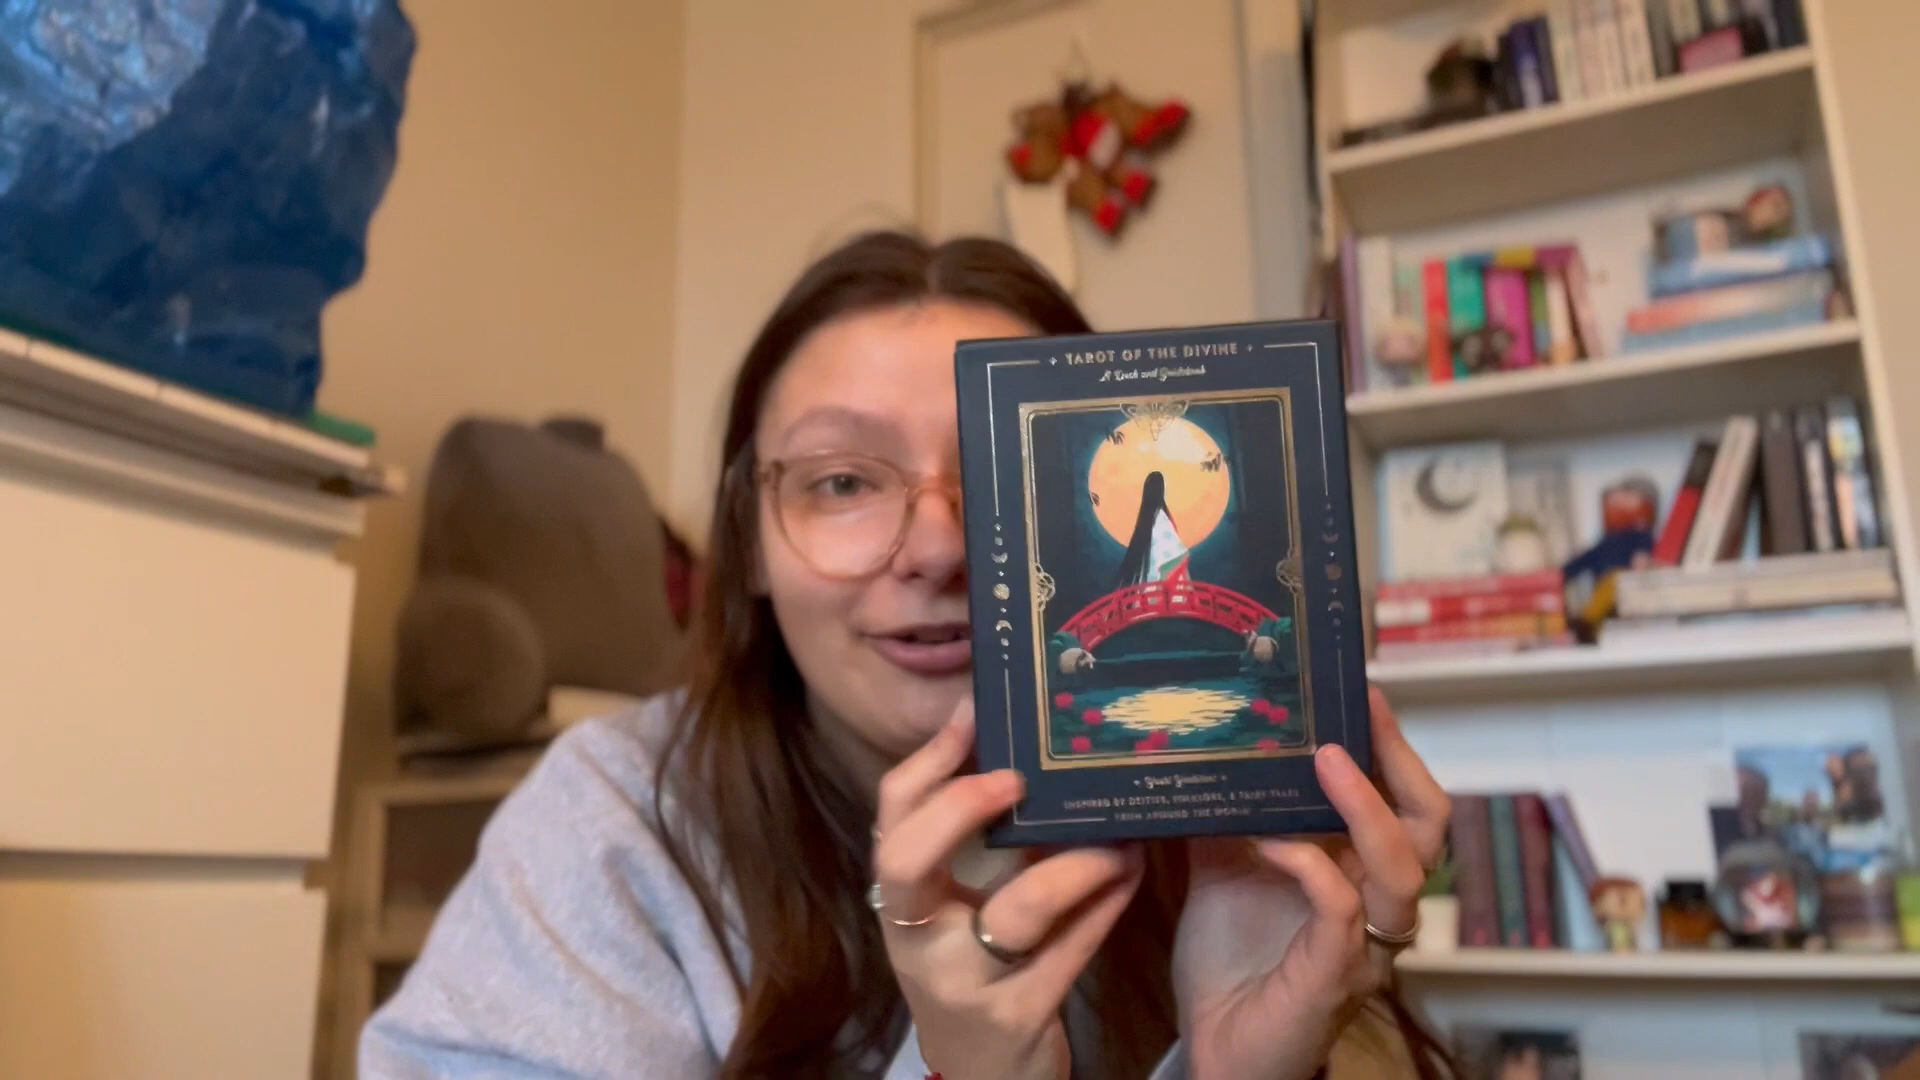 TAROT OF THE DIVINE
A Deck and Guidebook
Yoshi Yoshitani
INSPIRED BY DEITIES, FOLKLORE, & FAIRY TALES
FROM AROUND THE WORLD